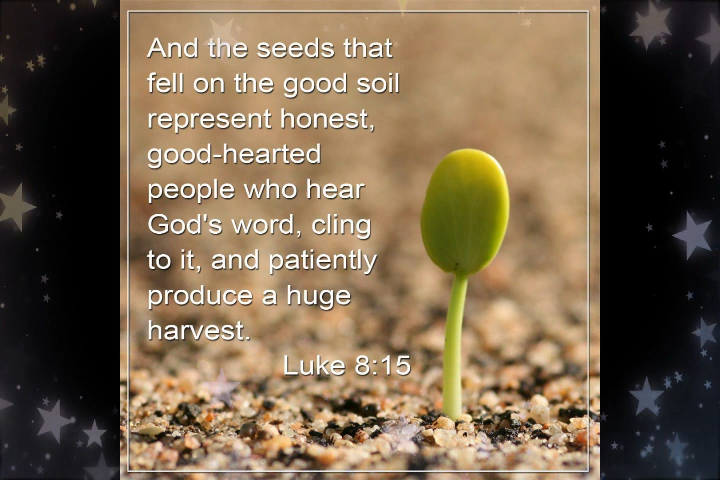 And the seeds that
fell on the good soil
represent honest,
good-hearted
people who hear
God's word, cling
to it, and patiently
produce a huge
harvest.
Luke 8:15